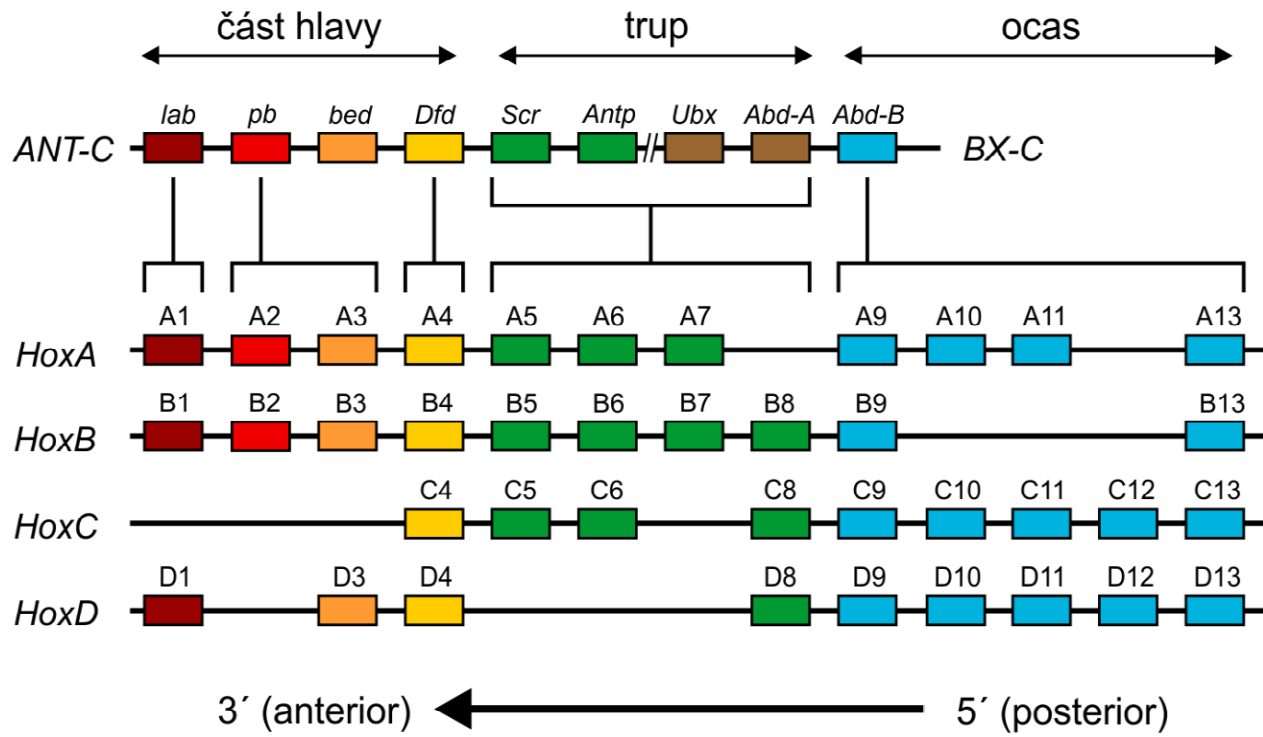 část hlavy trup ocas
lab pb bed Dfd Scr Antp Ubx Abd-A Abd-B
ANT-C // BX-C
A1 A2 A3 A4 A5 A6 A7 A9 A10 A11 A13
HoxA
B1 B2 B3 B4 B5 B6 B7 B8 B9 B13
HoxB
C4 C5 C6 C8 C9 C10 C11 C12 C13
HoxC
D1 D3 D4 D8 D9 D10 D11 D12 D13
HoxD
3´ (anterior) 5´ (posterior)